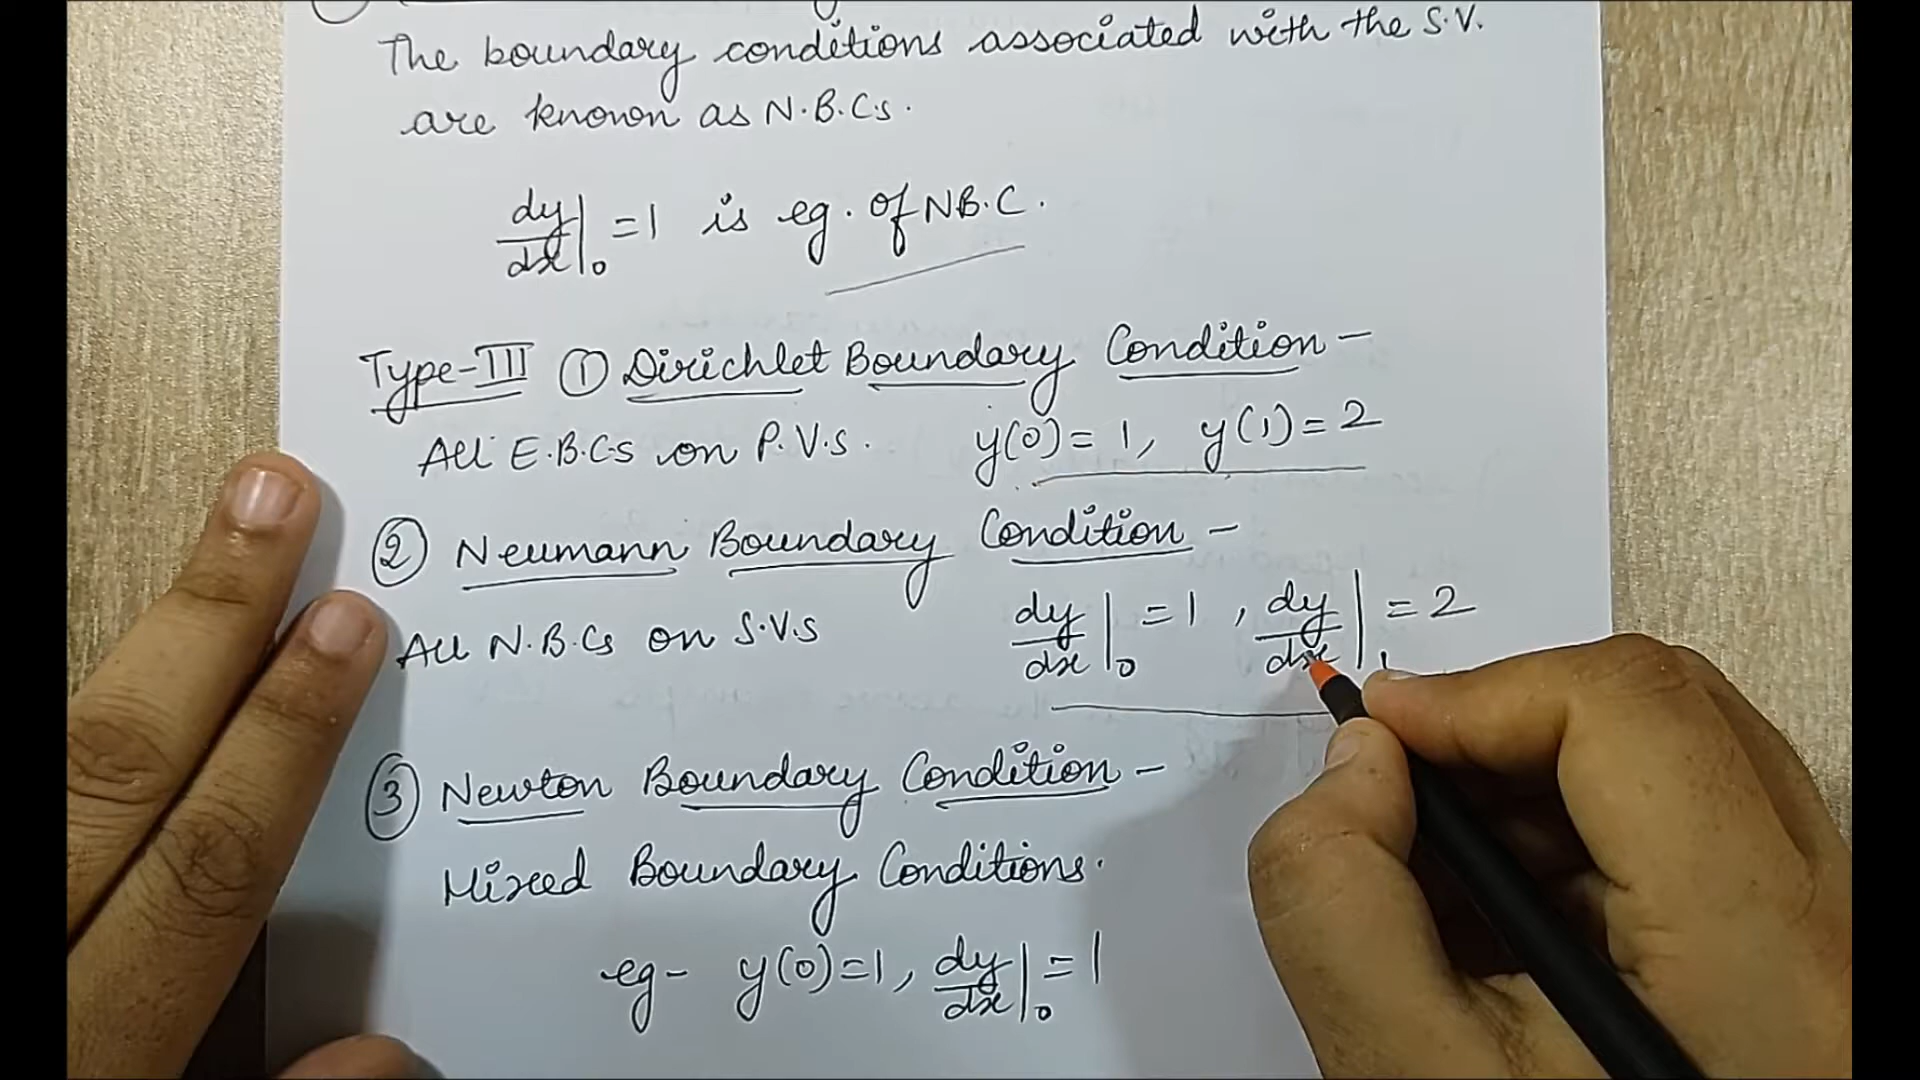 The boundary conditions associated with the S.V.
are known as N.B.Cs.
dy/dx|₀ = 1 is eg. of N.B.C.
Type-III ① Dirichlet Boundary Condition -
All E.B.Cs on P.V.s. y(0)=1, y(1)=2
② Neumann Boundary Condition -
All N.B.Cs on S.V.s dy/dx|₀ = 1, dy/dx|₁ = 2
③ Newton Boundary Condition -
Mixed Boundary Conditions.
eg- y(0)=1, dy/dx|₀ = 1